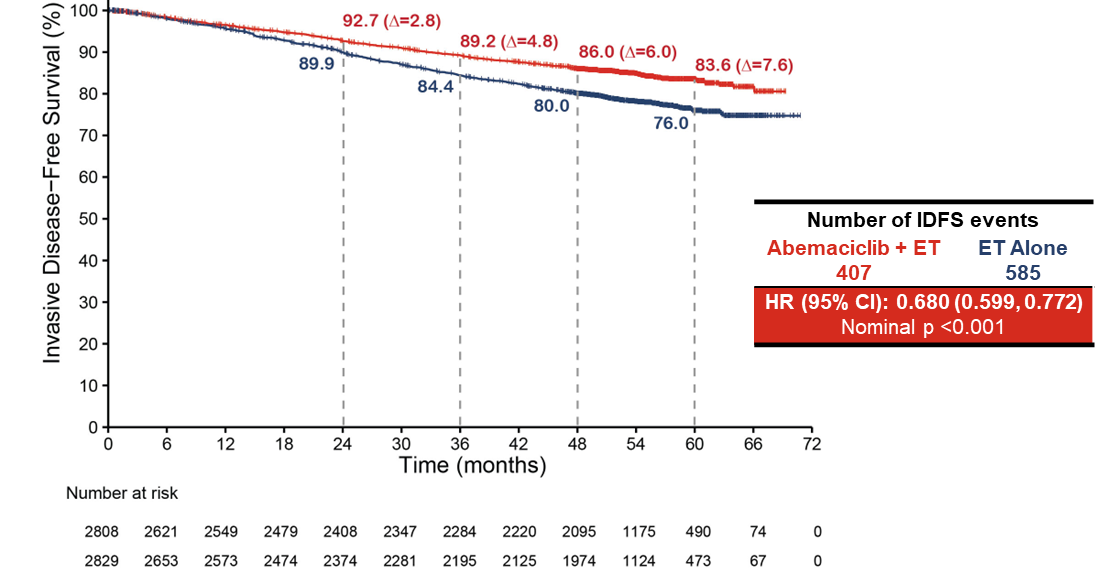 Invasive Disease−Free Survival (%)
100
90
80
70
60
50
40
30
20
10
0
92.7 (Δ=2.8)
89.2 (Δ=4.8)
86.0 (Δ=6.0)
83.6 (Δ=7.6)
89.9
84.4
80.0
76.0
0 6 12 18 24 30 36 42 48 54 60 66 72
Time (months)
Number of IDFS events
Abemaciclib + ET ET Alone
407 585
HR (95% CI): 0.680 (0.599, 0.772)
Nominal p <0.001
Number at risk
2808 2621 2549 2479 2408 2347 2284 2220 2095 1175 490 74 0
2829 2653 2573 2474 2374 2281 2195 2125 1974 1124 473 67 0